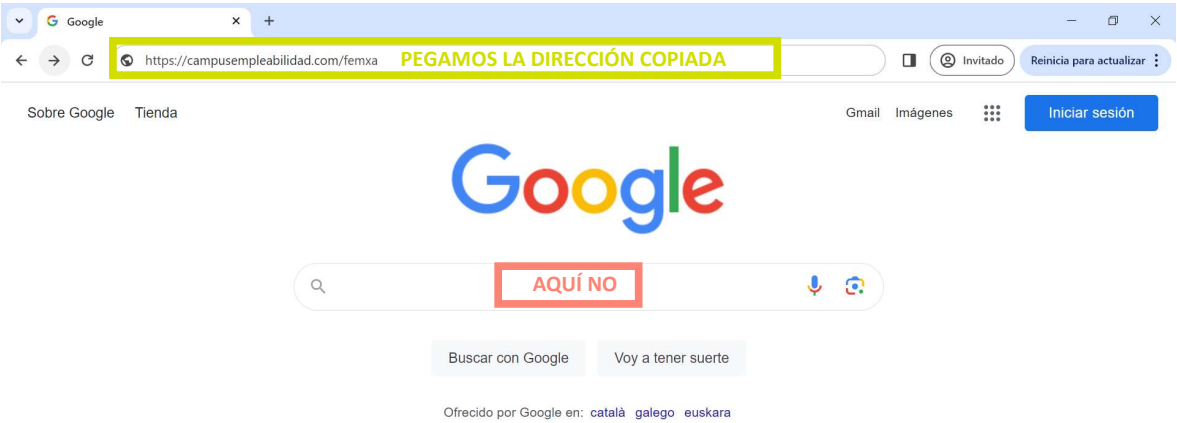 Google
https://campusempleabilidad.com/femxa PEGAMOS LA DIRECCIÓN COPIADA
Invitado
Reinicia para actualizar
Sobre Google Tienda
Gmail Imágenes
Iniciar sesión
Google
AQUÍ NO
Buscar con Google Voy a tener suerte
Ofrecido por Google en: català galego euskara